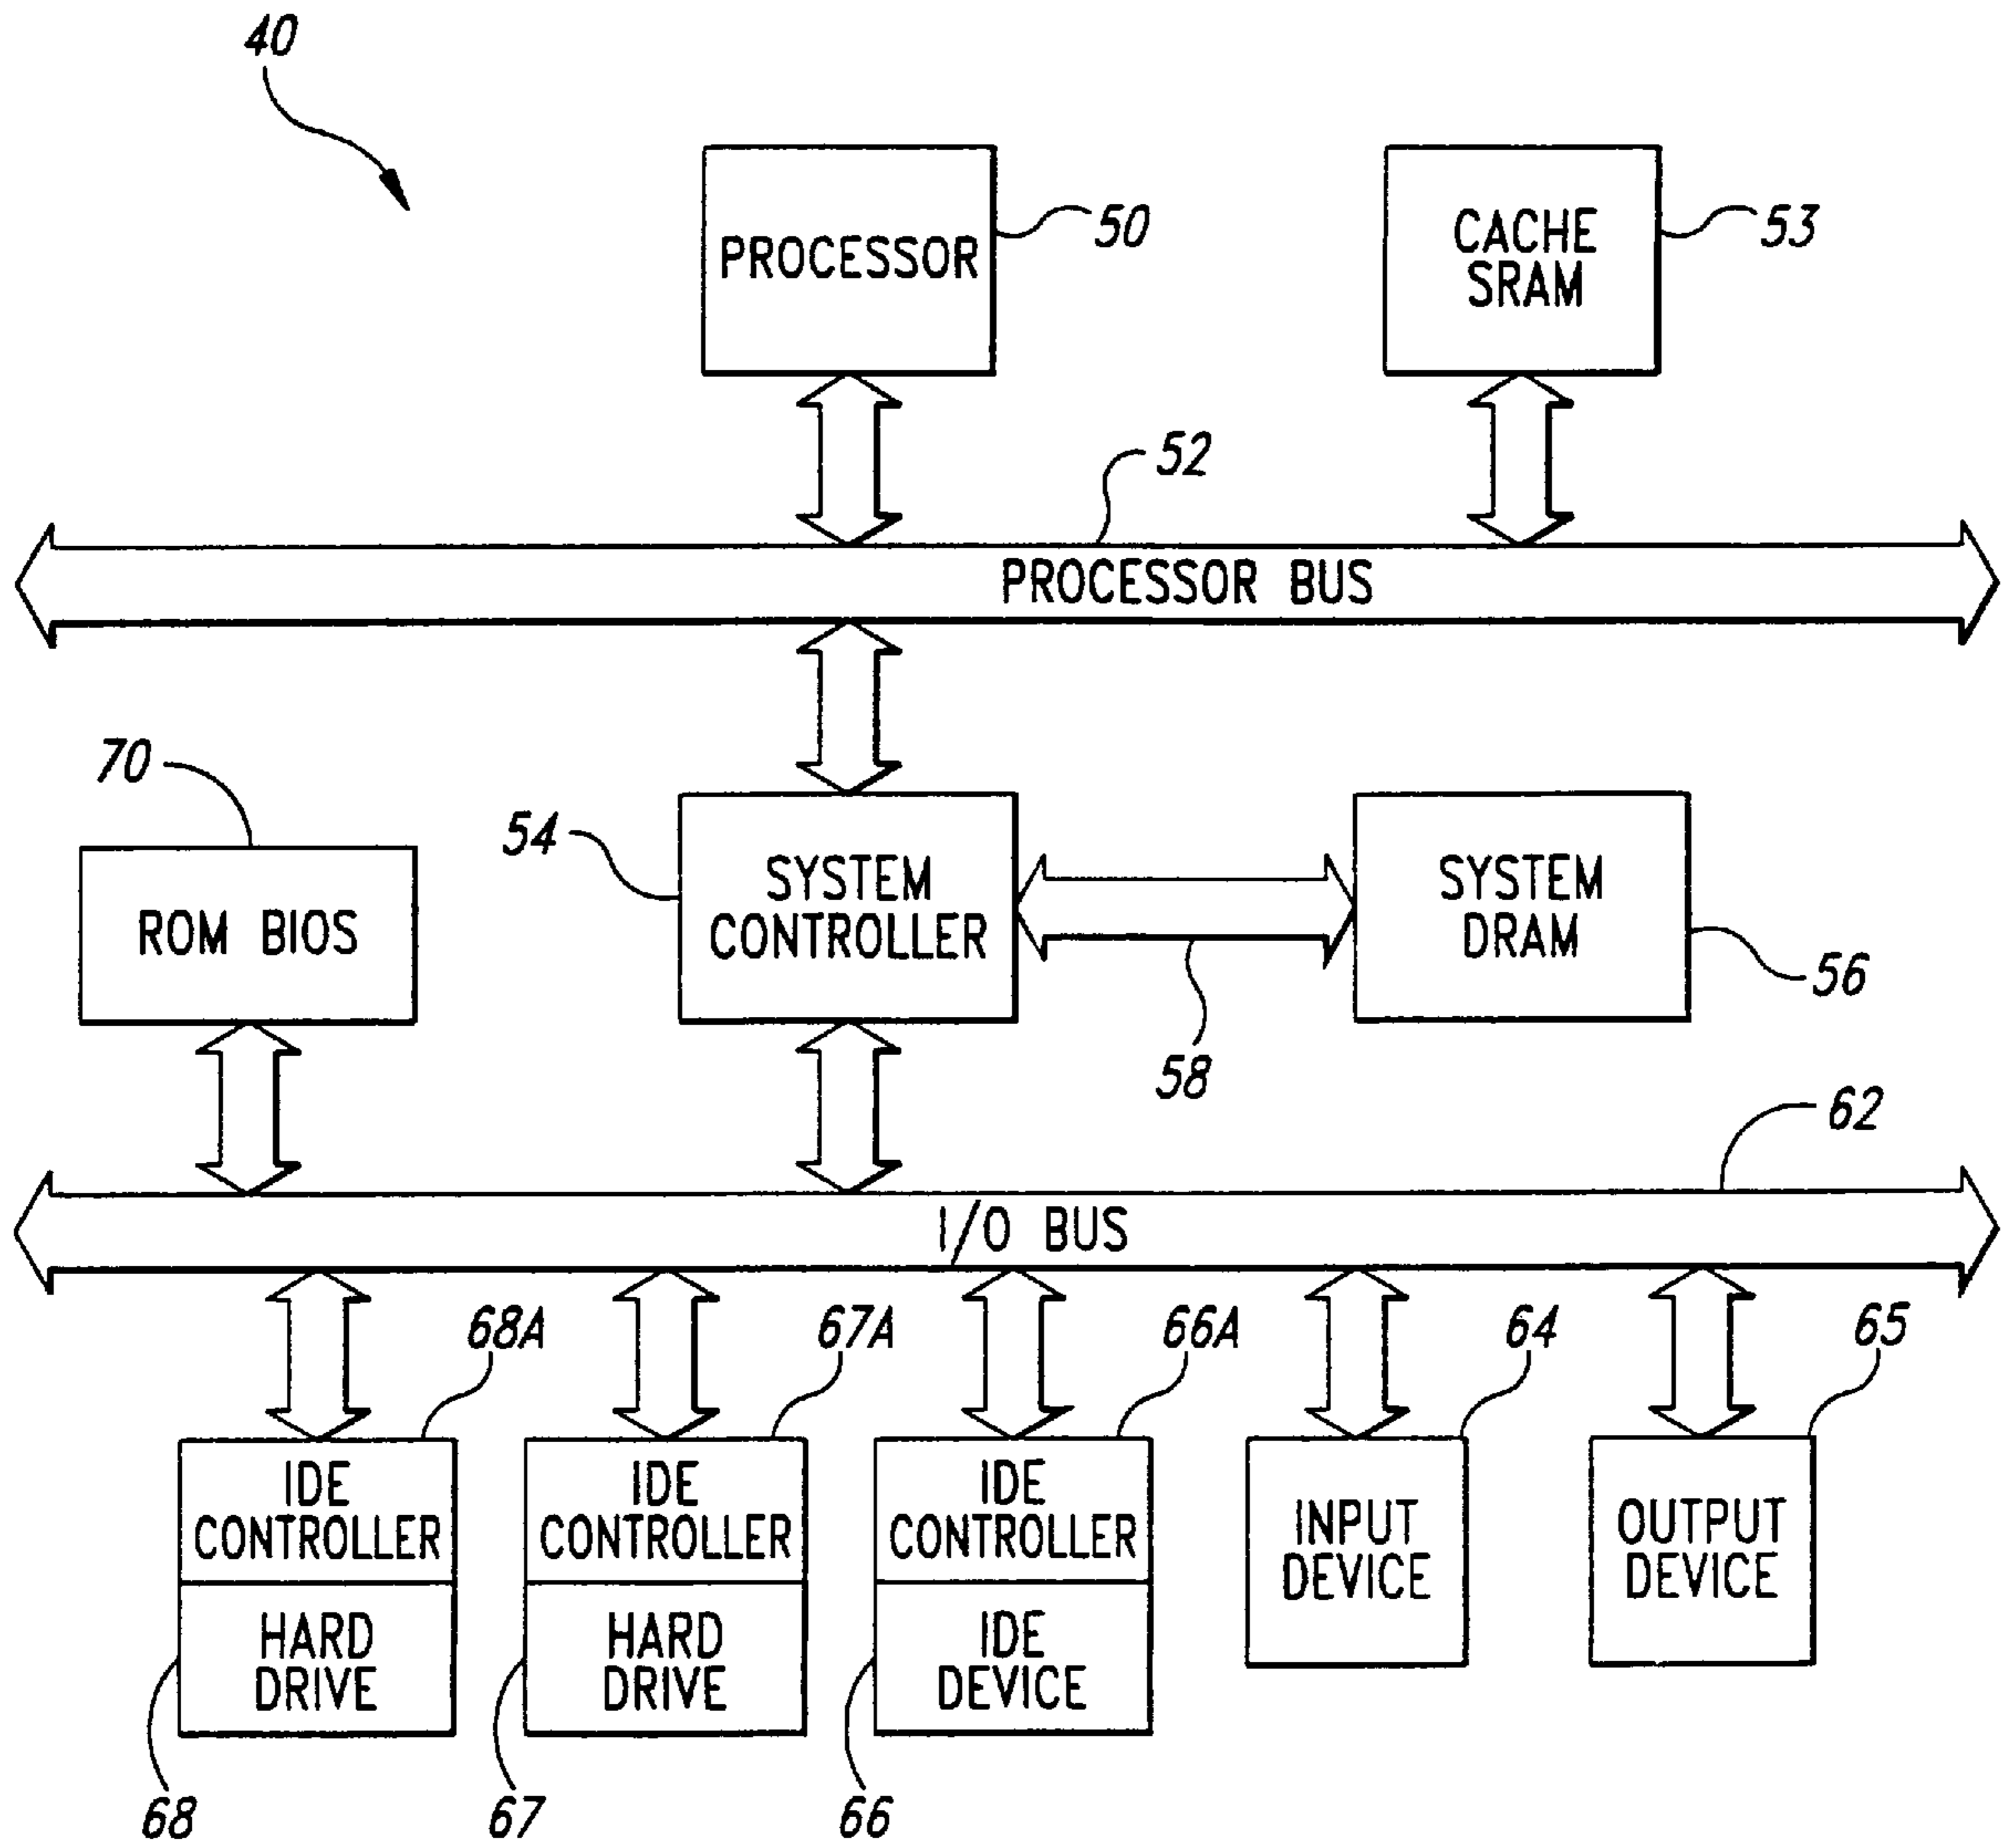 40
PROCESSOR
50
CACHE
SRAM
53
52
PROCESSOR BUS
70
ROM BIOS
54
SYSTEM
CONTROLLER
58
SYSTEM
DRAM
56
62
I/O BUS
68A
67A
66A
64
65
IDE
CONTROLLER
HARD
DRIVE
68
IDE
CONTROLLER
HARD
DRIVE
67
IDE
CONTROLLER
IDE
DEVICE
66
INPUT
DEVICE
OUTPUT
DEVICE